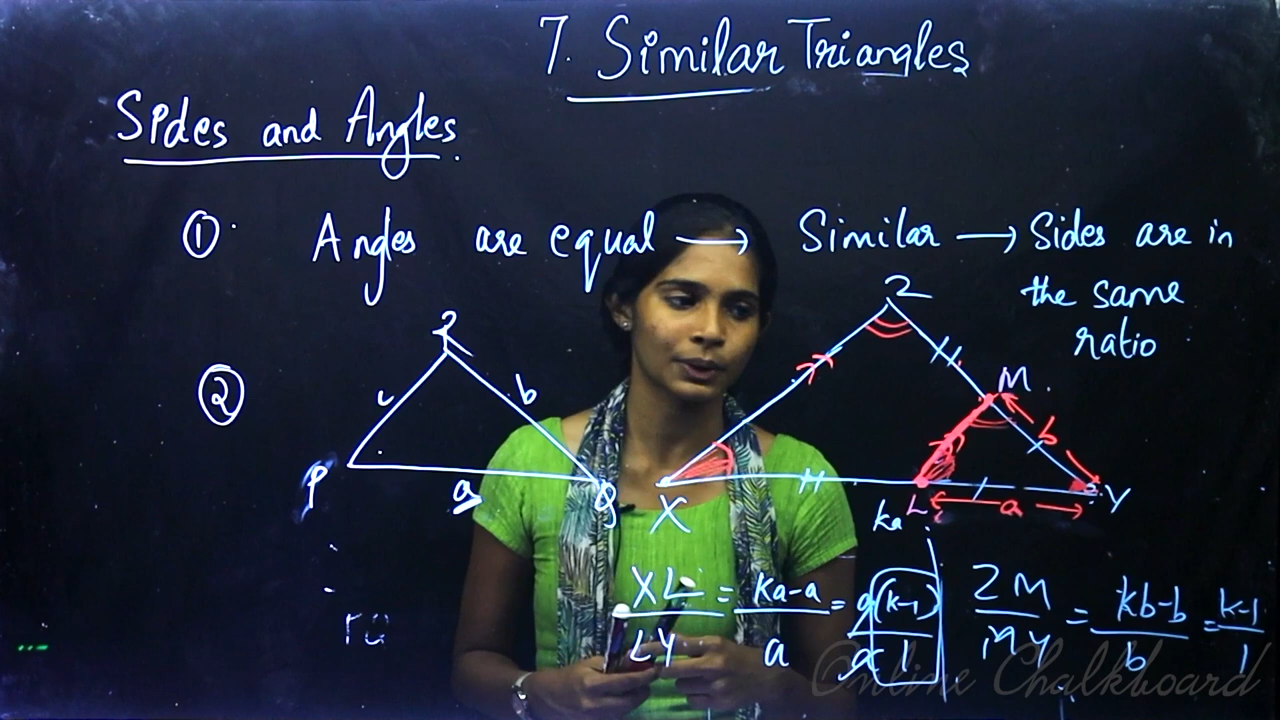 7. Similar Triangles
Sides and Angles.
① Angles are equal → Similar → Sides are in
the same
ratio
②
R
c
b
P
a
Q
Z
M
b
X
L
Y
a
ka
XL/LY = ka-a/a = a(k-1)/a 1
ZM/MY = kb-b/b = k-1/1
Online Chalkboard